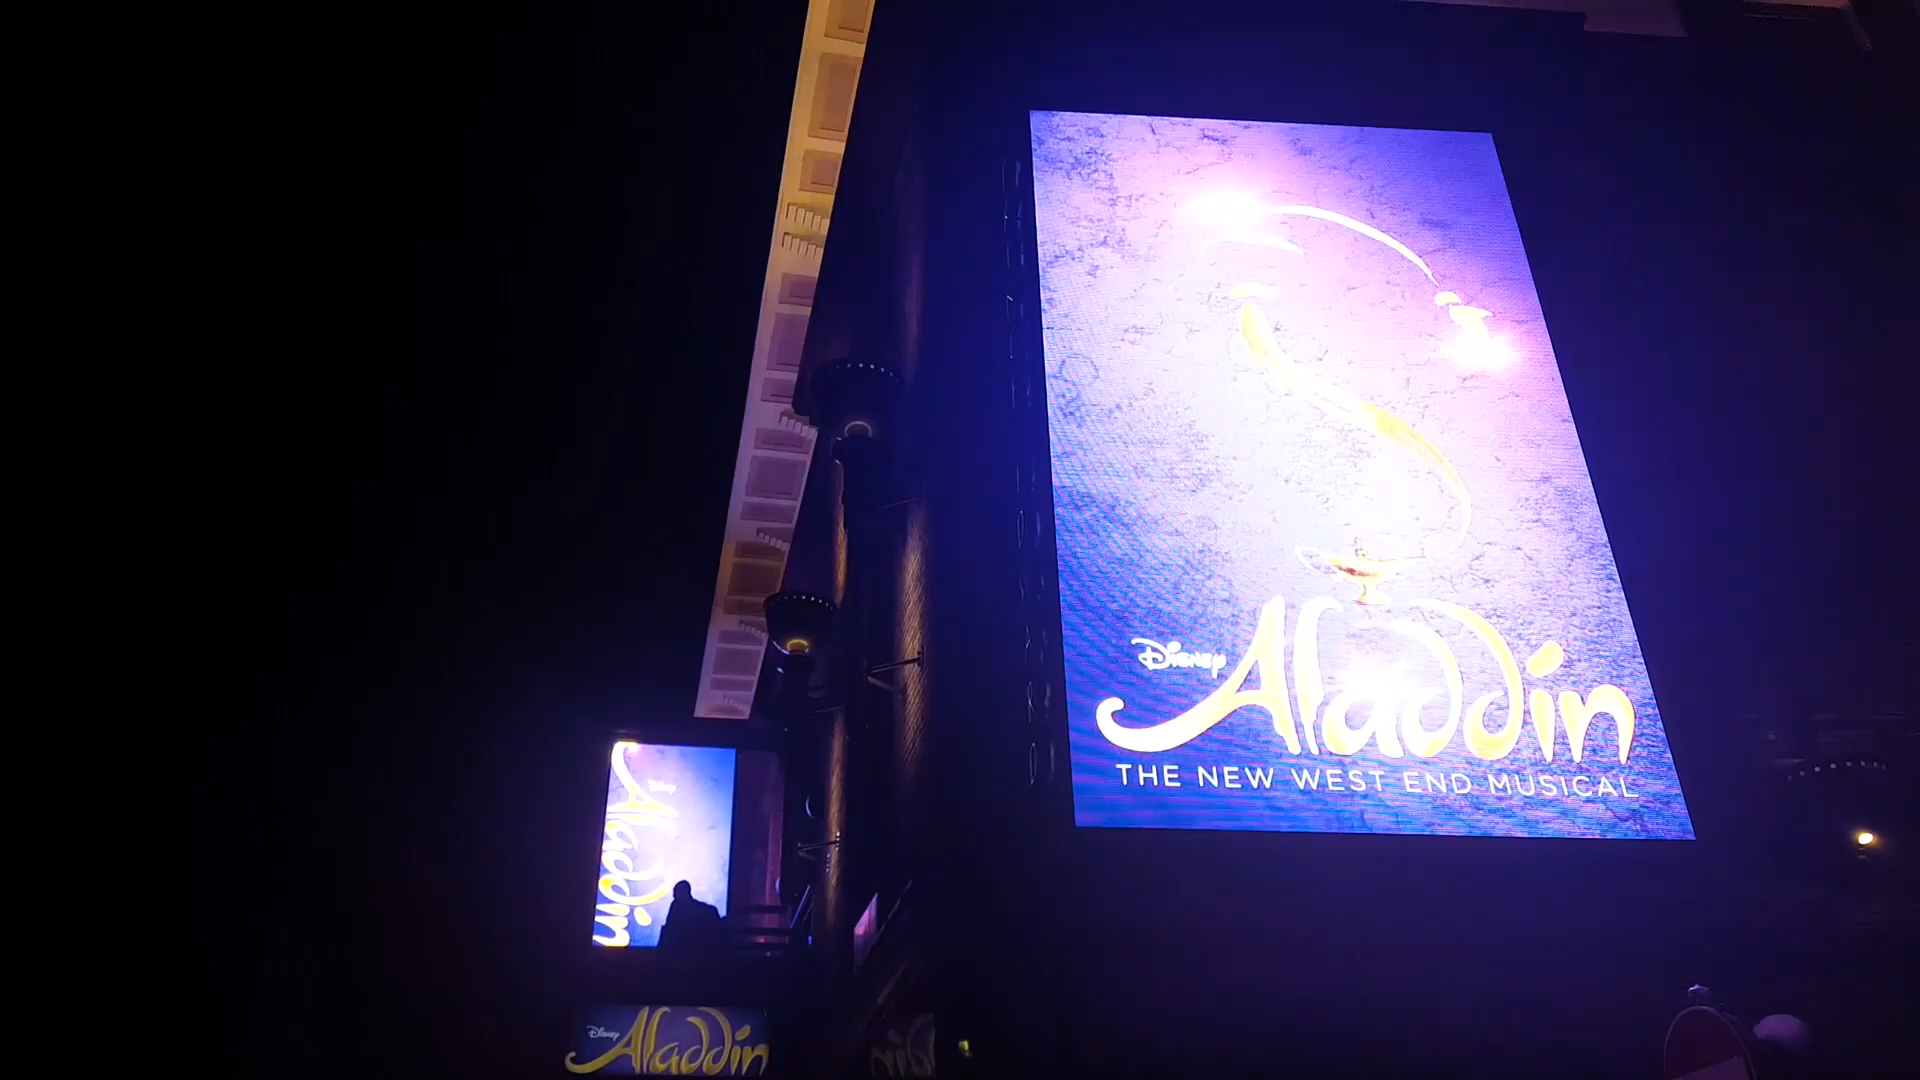 Disney
Aladdin
THE NEW WEST END MUSICAL
Aladdin
Disney
Aladdin